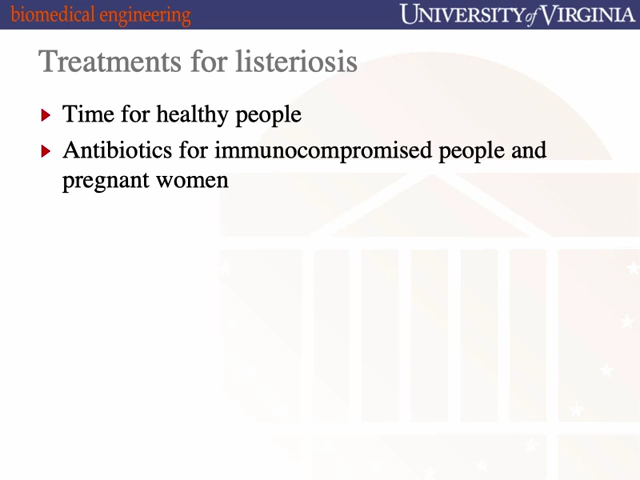 biomedical engineering
UNIVERSITY of VIRGINIA
Treatments for listeriosis
Time for healthy people
Antibiotics for immunocompromised people and
pregnant women